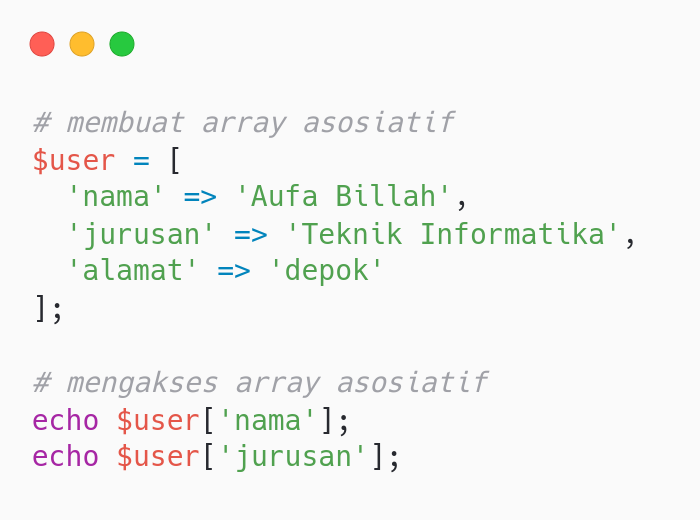 # membuat array asosiatif
$user = [
  'nama' => 'Aufa Billah',
  'jurusan' => 'Teknik Informatika',
  'alamat' => 'depok'
];

# mengakses array asosiatif
echo $user['nama'];
echo $user['jurusan'];